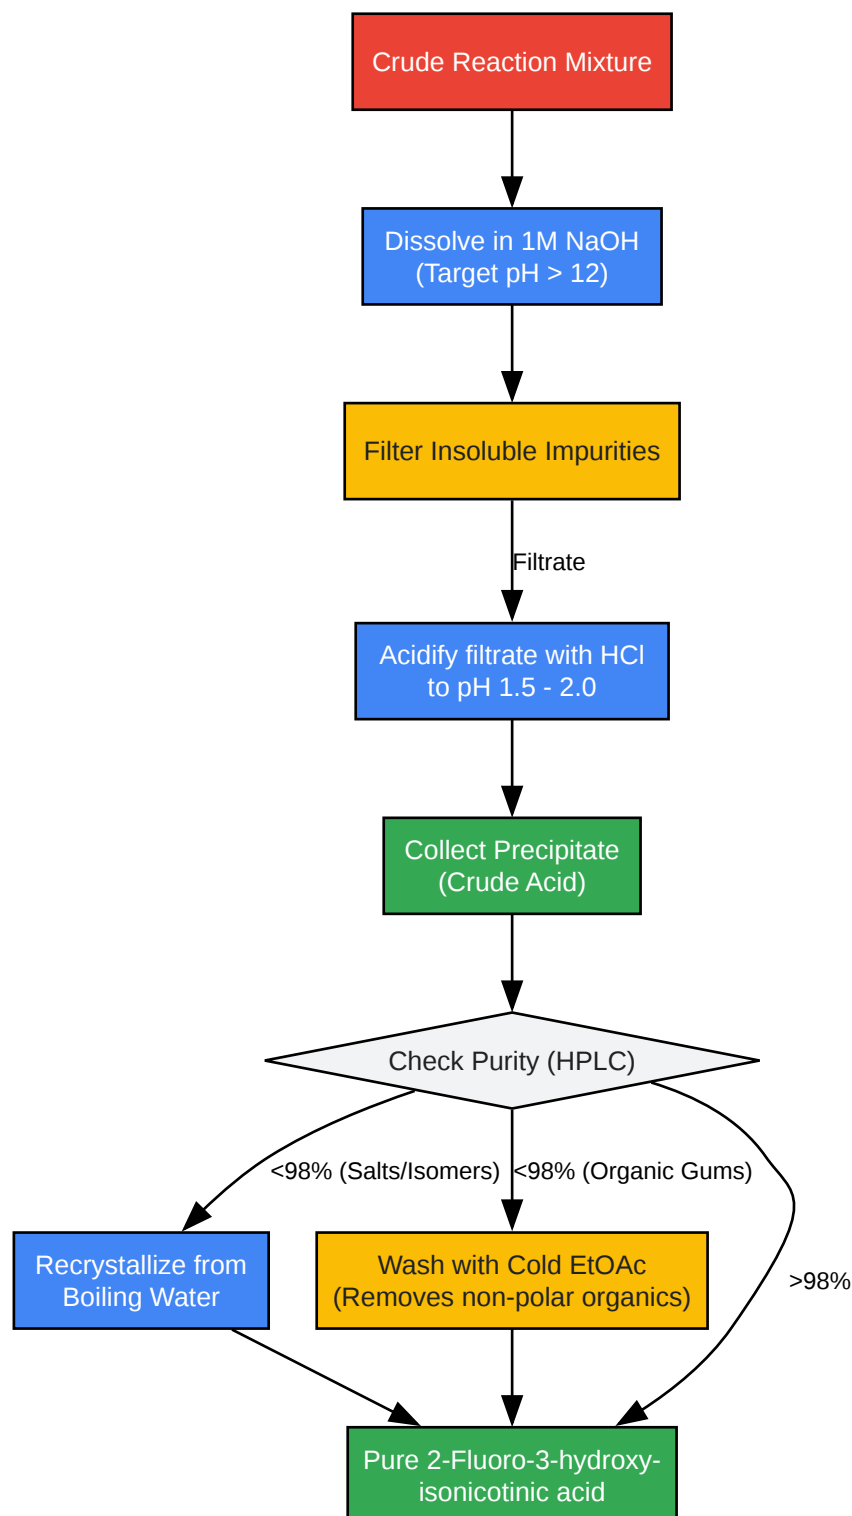 Crude Reaction Mixture
Dissolve in 1M NaOH
(Target pH > 12)
Filter Insoluble Impurities
Filtrate
Acidify filtrate with HCl
to pH 1.5 - 2.0
Collect Precipitate
(Crude Acid)
Check Purity (HPLC)
<98% (Salts/Isomers)
<98% (Organic Gums)
Recrystallize from
Boiling Water
Wash with Cold EtOAc
(Removes non-polar organics)
>98%
Pure 2-Fluoro-3-hydroxy-
isonicotinic acid